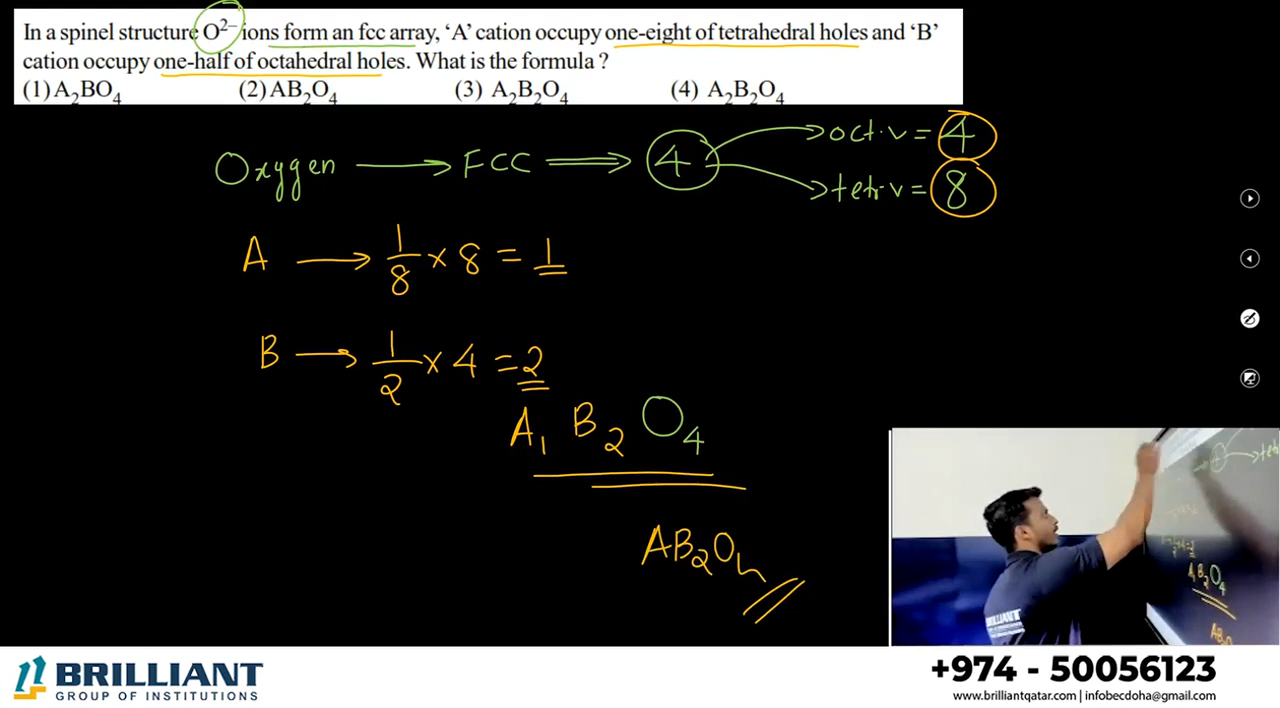 In a spinel structure O²⁻ ions form an fcc array, ‘A’ cation occupy one-eight of tetrahedral holes and ‘B’
cation occupy one-half of octahedral holes. What is the formula ?
(1) A₂BO₄ (2) AB₂O₄ (3) A₂B₂O₄ (4) A₂B₂O₄
Oxygen → FCC ⇒ 4 → oct.v = 4
→ tetr.v = 8
A → 1/8 × 8 = 1
B → 1/2 × 4 = 2
A₁ B₂ O₄
AB₂O₄
BRILLIANT
GROUP OF INSTITUTIONS
+974 - 50056123
www.brilliantqatar.com | infobecdoha@gmail.com